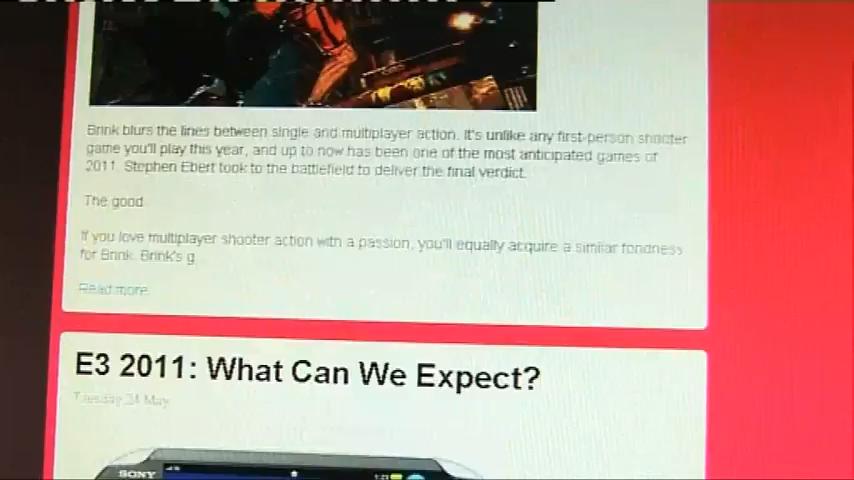 Brink blurs the lines between single and multiplayer action. It's unlike any first-person shooter
game you'll play this year, and up to now has been one of the most anticipated games of
2011. Stephen Ebert took to the battlefield to deliver the final verdict.
The good
If you love multiplayer shooter action with a passion, you'll equally acquire a similar fondness
for Brink. Brink's g
Read more
E3 2011: What Can We Expect?
Tuesday 24 May
SONY